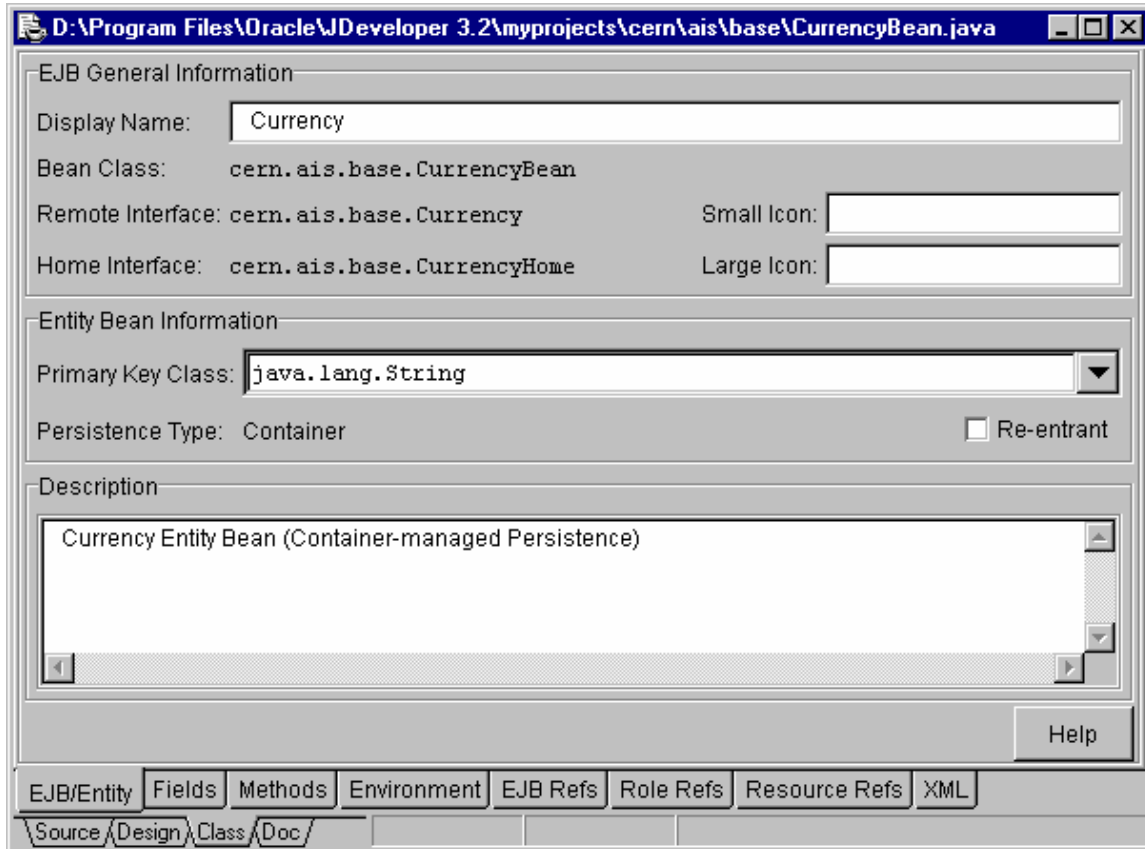 D:\Program Files\Oracle\JDeveloper 3.2\myprojects\cern\ais\base\CurrencyBean.java
EJB General Information
Display Name: Currency
Bean Class: cern.ais.base.CurrencyBean
Remote Interface: cern.ais.base.Currency Small Icon:
Home Interface: cern.ais.base.CurrencyHome Large Icon:
Entity Bean Information
Primary Key Class: java.lang.String
Persistence Type: Container Re-entrant
Description
Currency Entity Bean (Container-managed Persistence)
Help
EJB/Entity Fields Methods Environment EJB Refs Role Refs Resource Refs XML
Source Design Class Doc